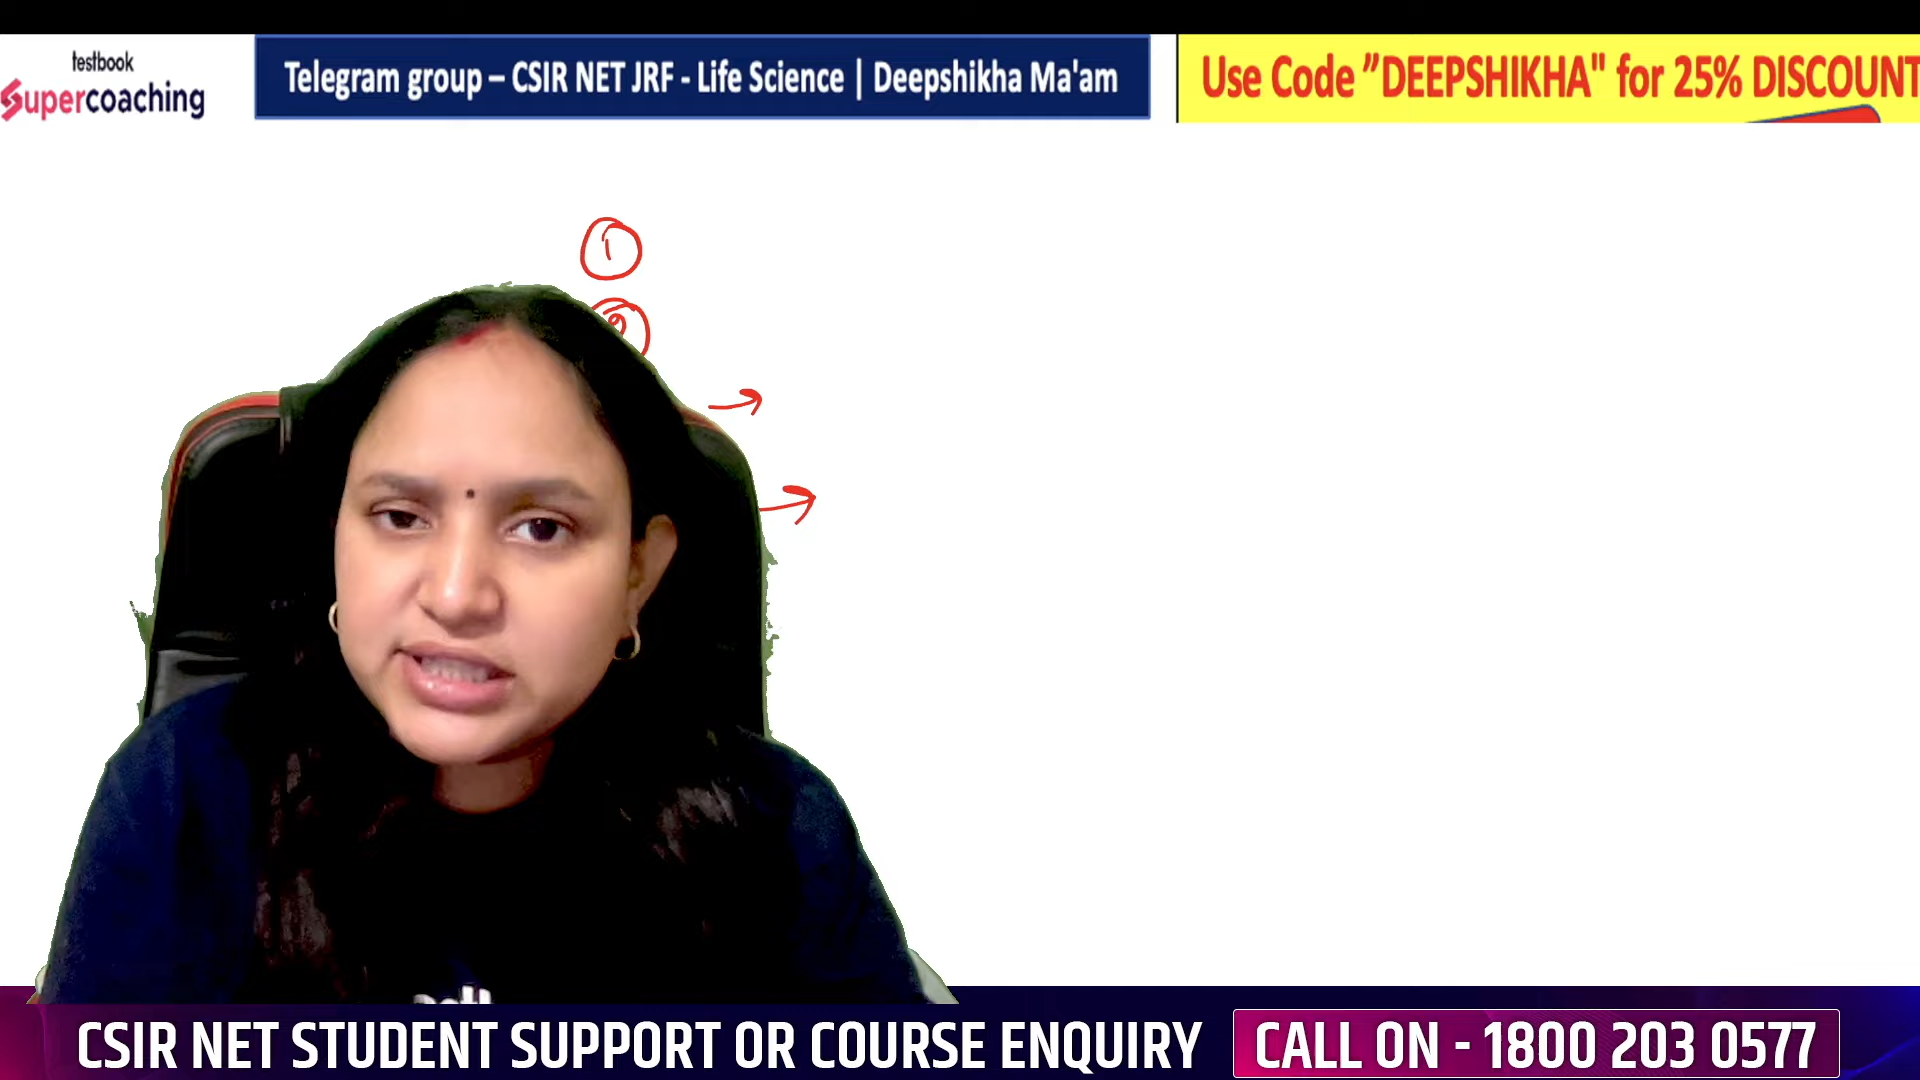 testbook
Supercoaching
Telegram group – CSIR NET JRF - Life Science | Deepshikha Ma'am
Use Code ”DEEPSHIKHA" for 25% DISCOUNT
1
2
CSIR NET STUDENT SUPPORT OR COURSE ENQUIRY
CALL ON - 1800 203 0577